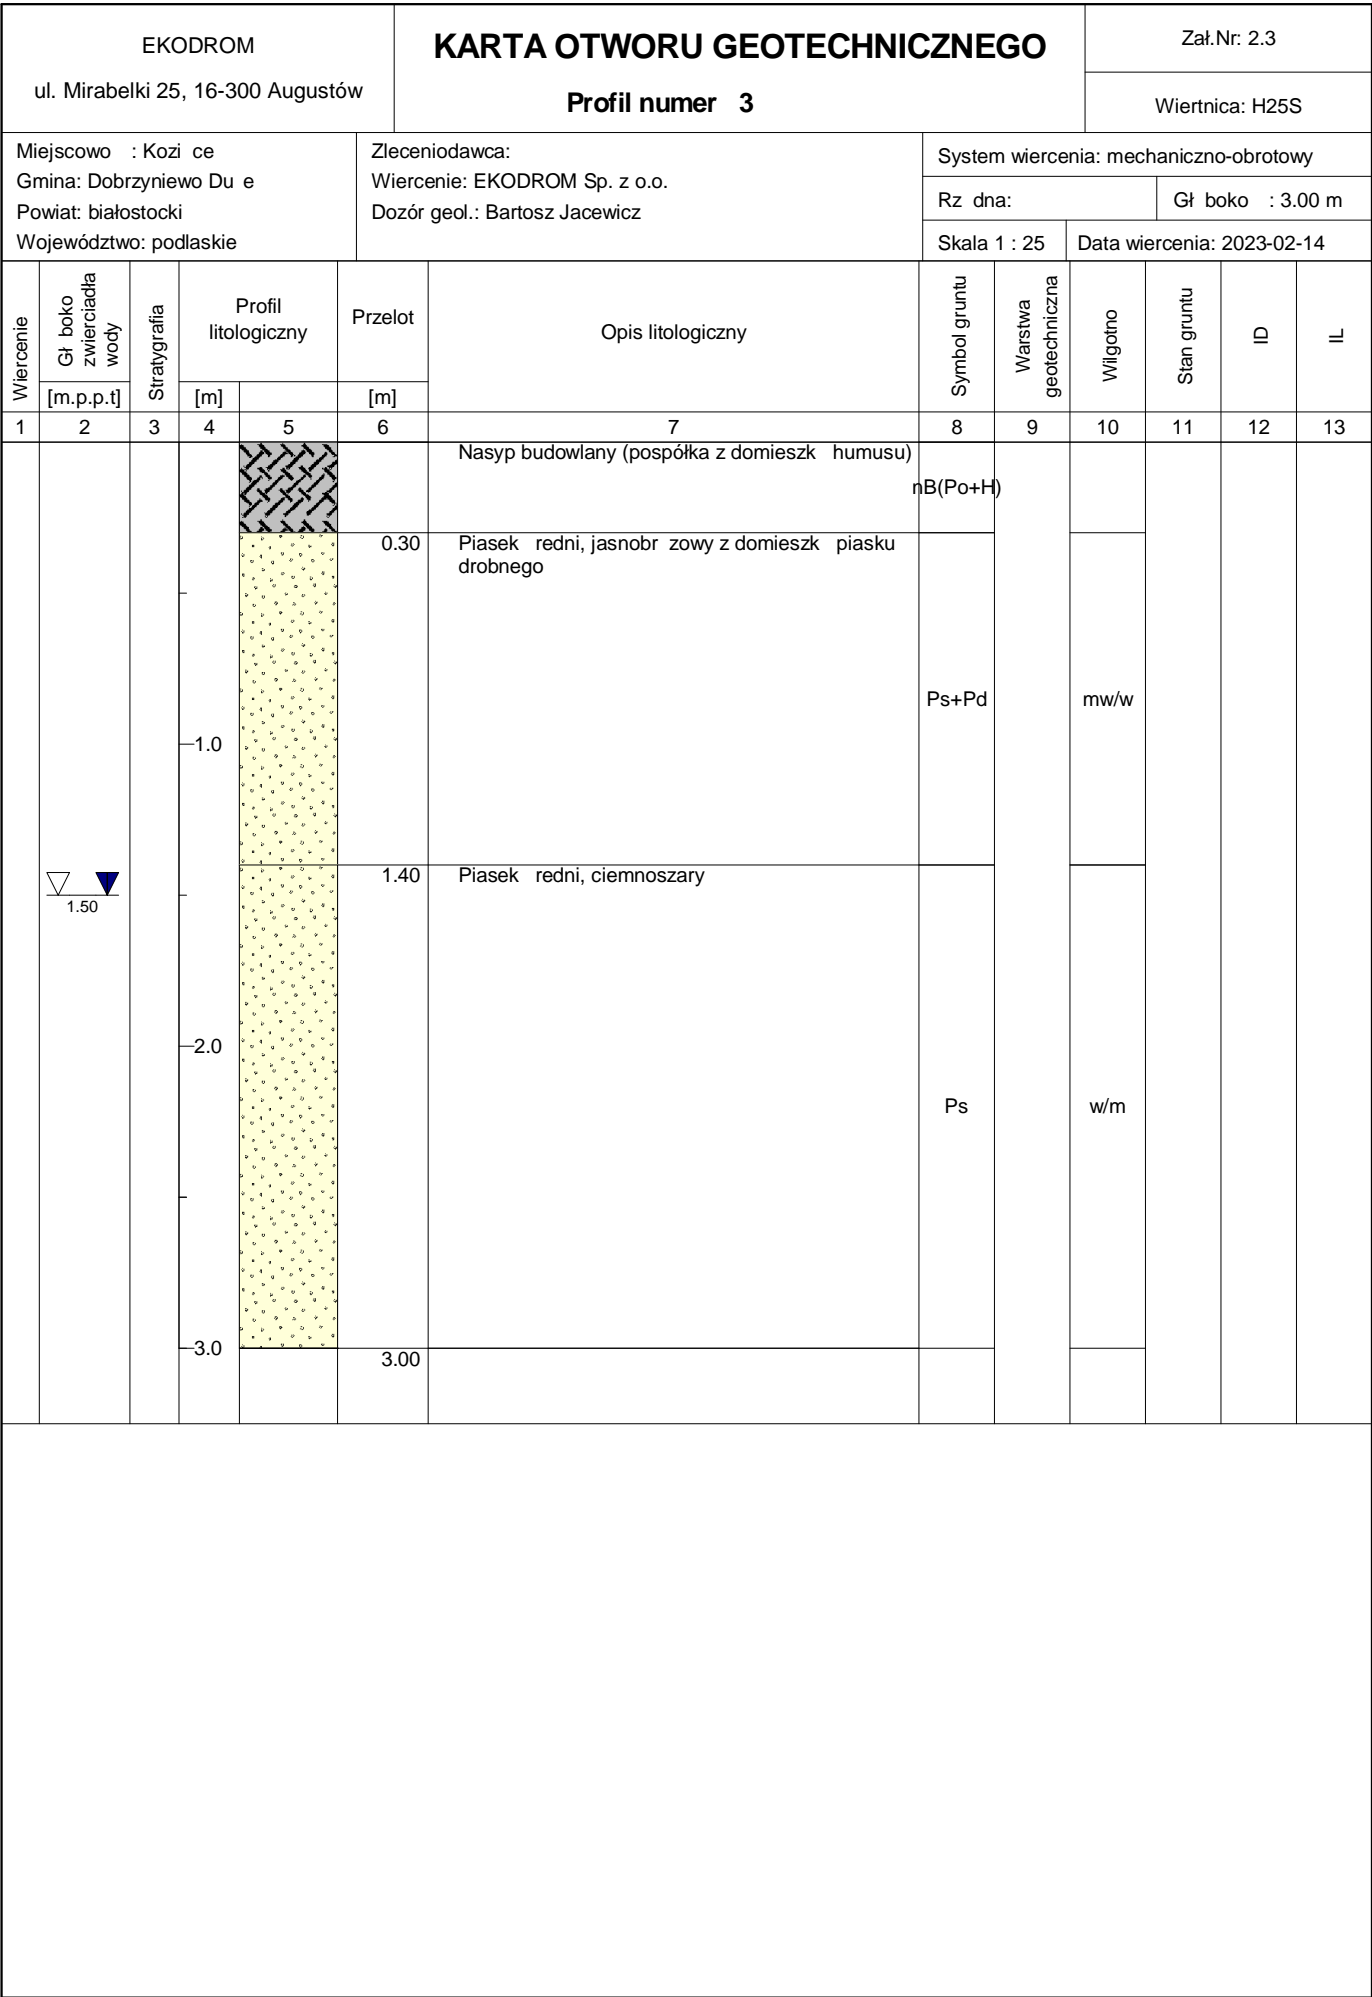 EKODROM
ul. Mirabelki 25, 16-300 Augustów
KARTA OTWORU GEOTECHNICZNEGO
Profil numer 3
Zał.Nr: 2.3
Wiertnica: H25S
Miejscowo : Kozi ce
Gmina: Dobrzyniewo Du e
Powiat: białostocki
Województwo: podlaskie
Zleceniodawca:
Wiercenie: EKODROM Sp. z o.o.
Dozór geol.: Bartosz Jacewicz
System wiercenia: mechaniczno-obrotowy
Rz dna:
Gł boko : 3.00 m
Skala 1 : 25
Data wiercenia: 2023-02-14
Wiercenie
Gł boko
zwierciadła
wody
[m.p.p.t]
Stratygrafia
Profil
litologiczny
[m]
Przelot
[m]
Opis litologiczny
Symbol gruntu
Warstwa
geotechniczna
Wilgotno
Stan gruntu
ID
IL
1 2 3 4 5 6 7 8 9 10 11 12 13
Nasyp budowlany (pospółka z domieszk humusu)
nB(Po+H)
0.30 Piasek redni, jasnobr zowy z domieszk piasku
drobnego
Ps+Pd mw/w
1.0
1.40 Piasek redni, ciemnoszary
1.50
2.0
Ps w/m
3.0
3.00